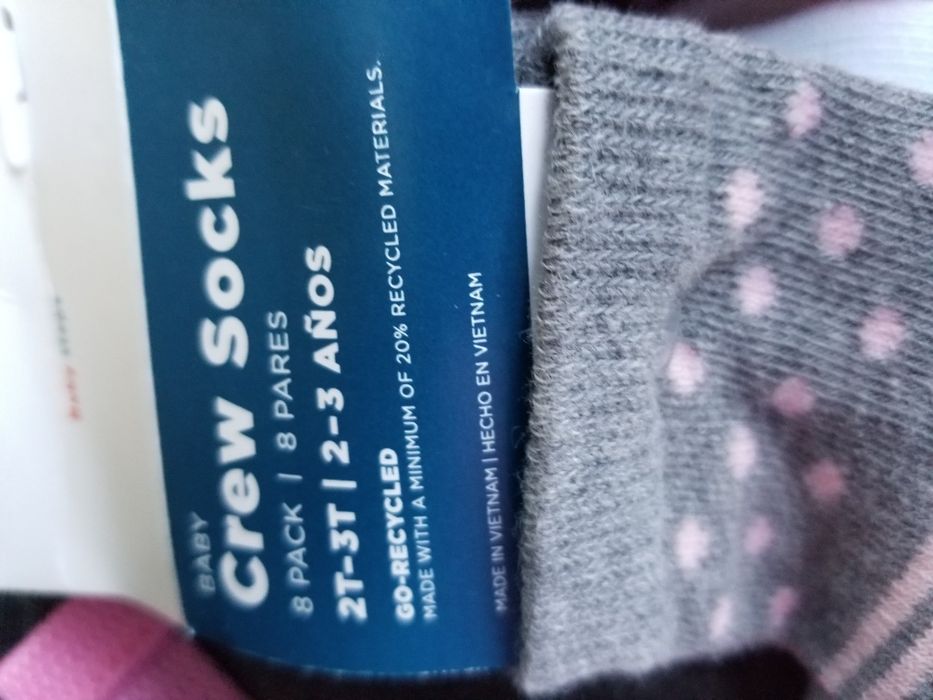 BABY
Crew Socks
8 PACK | 8 PARES
2T-3T | 2-3 AÑOS
GO-RECYCLED
MADE WITH A MINIMUM OF 20% RECYCLED MATERIALS.
MADE IN VIETNAM | HECHO EN VIETNAM